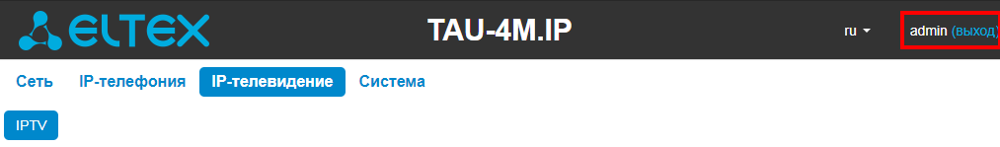 ELTEX TAU-4M.IP ru admin (выход)
Сеть IP-телефония IP-телевидение Система
IPTV